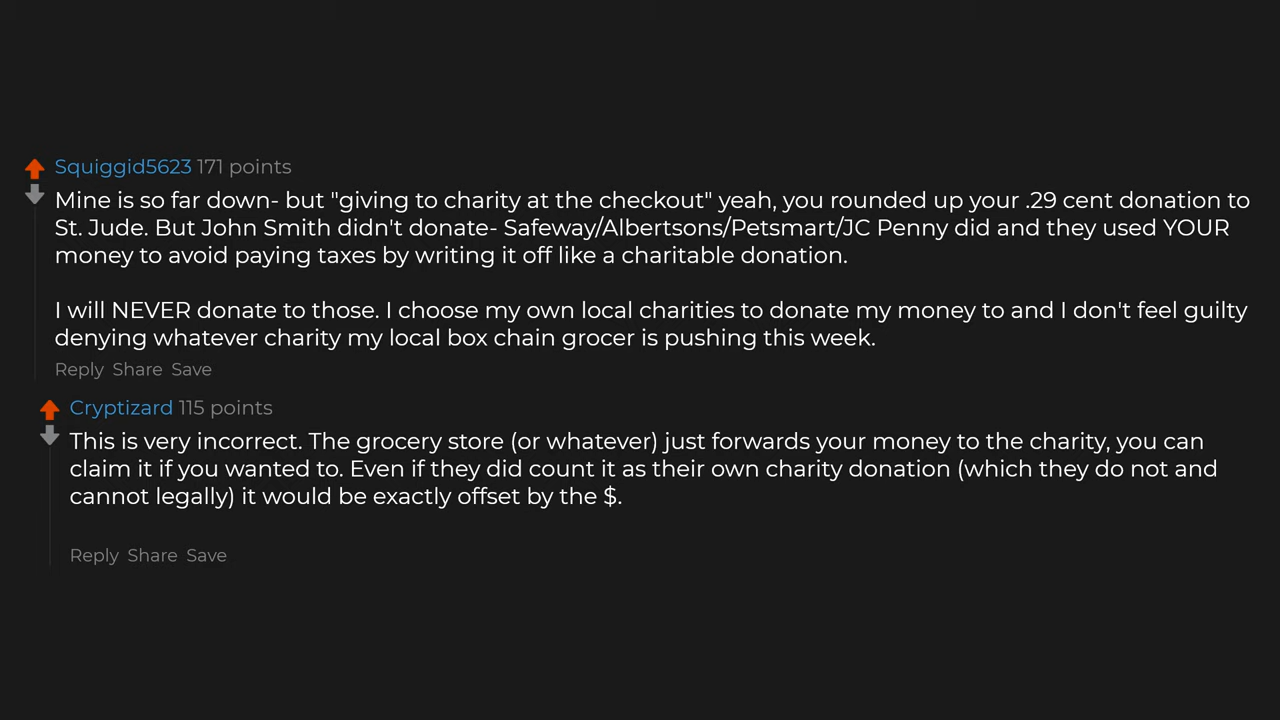 Squiggid5623 171 points
Mine is so far down- but "giving to charity at the checkout" yeah, you rounded up your .29 cent donation to
St. Jude. But John Smith didn't donate- Safeway/Albertsons/Petsmart/JC Penny did and they used YOUR
money to avoid paying taxes by writing it off like a charitable donation.
I will NEVER donate to those. I choose my own local charities to donate my money to and I don't feel guilty
denying whatever charity my local box chain grocer is pushing this week.
Reply Share Save
Cryptizard 115 points
This is very incorrect. The grocery store (or whatever) just forwards your money to the charity, you can
claim it if you wanted to. Even if they did count it as their own charity donation (which they do not and
cannot legally) it would be exactly offset by the $.
Reply Share Save